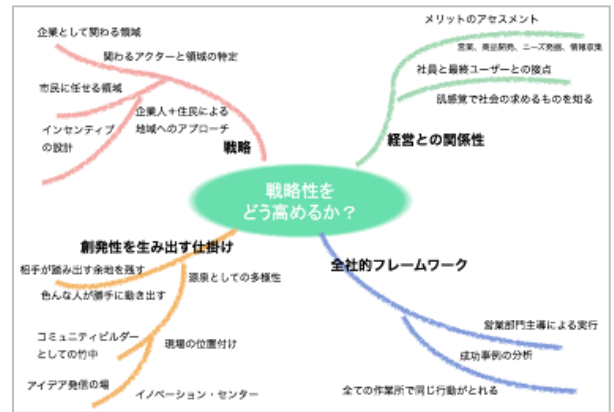 戦略性を
どう高めるか？
戦略
企業として関わる領域
関わるアクターと領域の特定
市民に任せる領域
企業人＋住民による
地域へのアプローチ
インセンティブ
の設計
経営との関係性
メリットのアセスメント
営業、商品開発、ニーズ発掘、情報収集
社員と最終ユーザーとの接点
肌感覚で社会の求めるものを知る
創発性を生み出す仕掛け
相手が踏み出す余地を残す
源泉としての多様性
色んな人が勝手に動き出す
コミュニティビルダー
としての竹中
現場の位置付け
アイデア発信の場
イノベーション・センター
全社的フレームワーク
営業部門主導による実行
成功事例の分析
全ての作業所で同じ行動がとれる